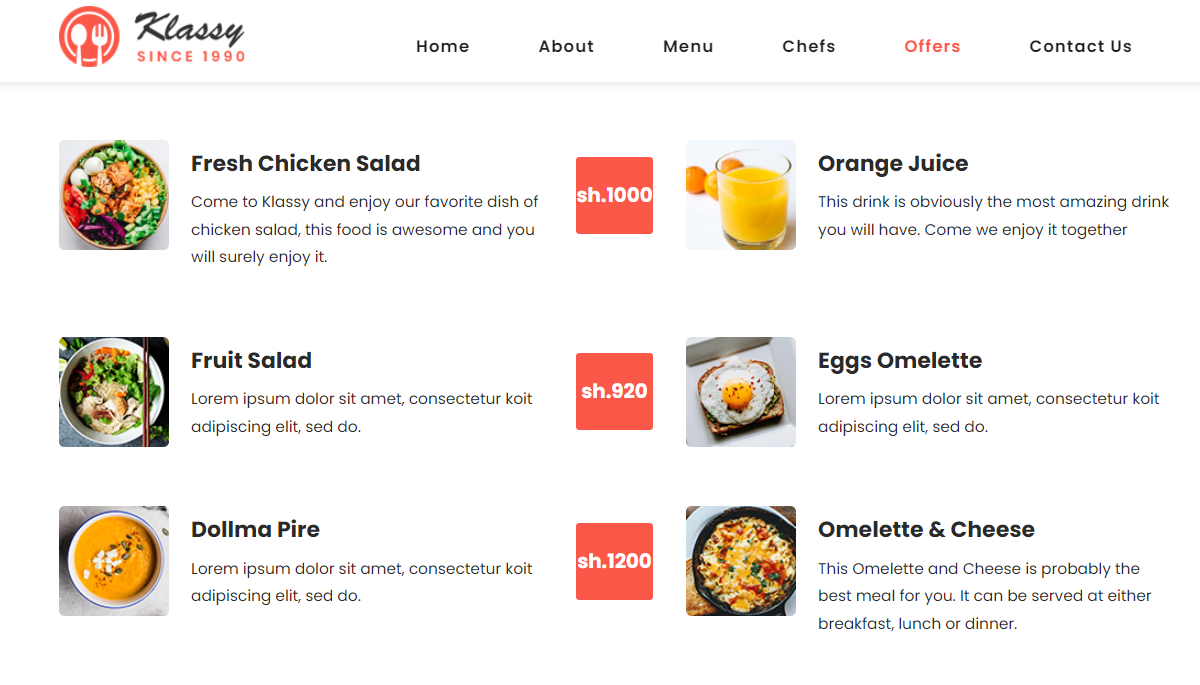 Klassy
SINCE 1990
Home
About
Menu
Chefs
Offers
Contact Us
Fresh Chicken Salad
Come to Klassy and enjoy our favorite dish of
chicken salad, this food is awesome and you
will surely enjoy it.
sh.1000
Orange Juice
This drink is obviously the most amazing drink
you will have. Come we enjoy it together
Fruit Salad
Lorem ipsum dolor sit amet, consectetur koit
adipiscing elit, sed do.
sh.920
Eggs Omelette
Lorem ipsum dolor sit amet, consectetur koit
adipiscing elit, sed do.
Dollma Pire
Lorem ipsum dolor sit amet, consectetur koit
adipiscing elit, sed do.
sh.1200
Omelette & Cheese
This Omelette and Cheese is probably the
best meal for you. It can be served at either
breakfast, lunch or dinner.